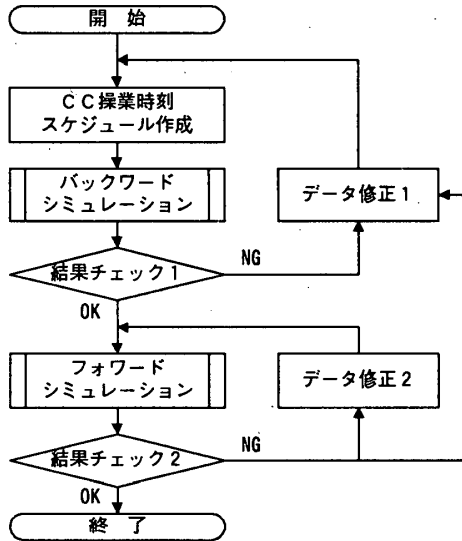 開 始
ＣＣ操業時刻
スケジュール作成
バックワード
シミュレーション
データ修正１
結果チェック１
NG
OK
フォワード
シミュレーション
データ修正２
結果チェック２
NG
OK
終 了